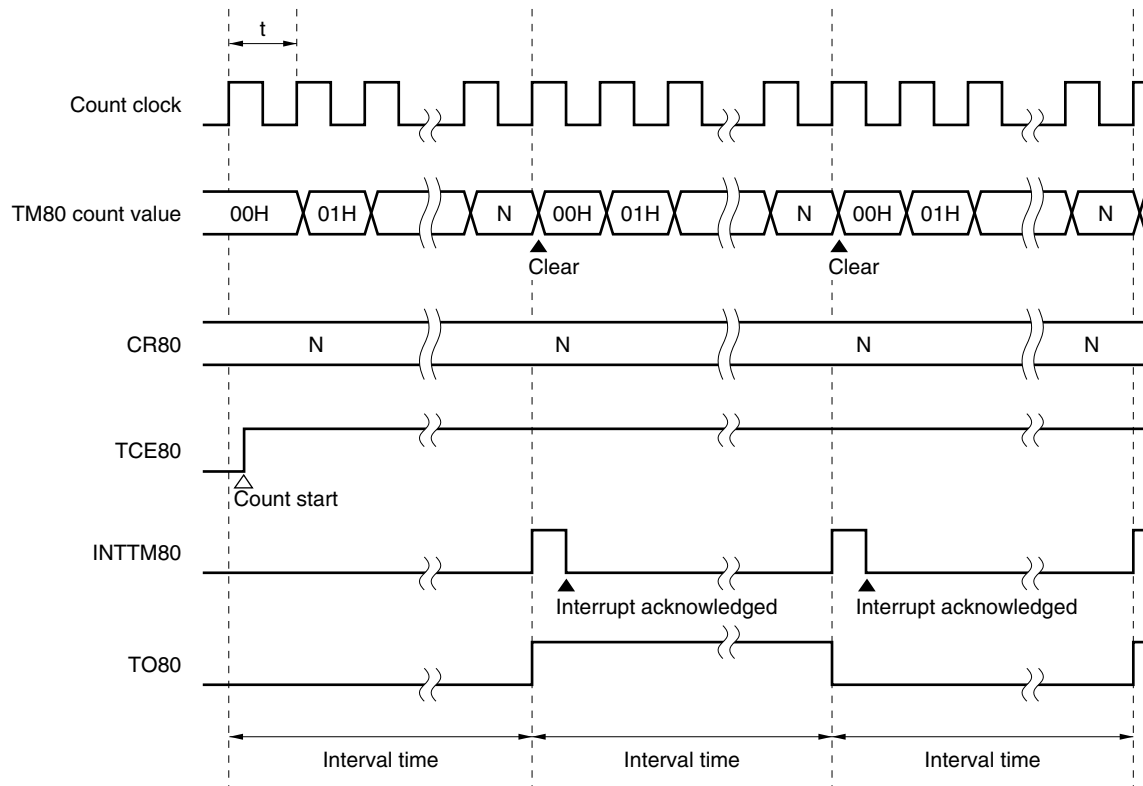 t
Count clock
TM80 count value 00H 01H N 00H 01H N 00H 01H N
Clear Clear
CR80 N N N N
TCE80
Count start
INTTM80
Interrupt acknowledged Interrupt acknowledged
TO80
Interval time Interval time Interval time